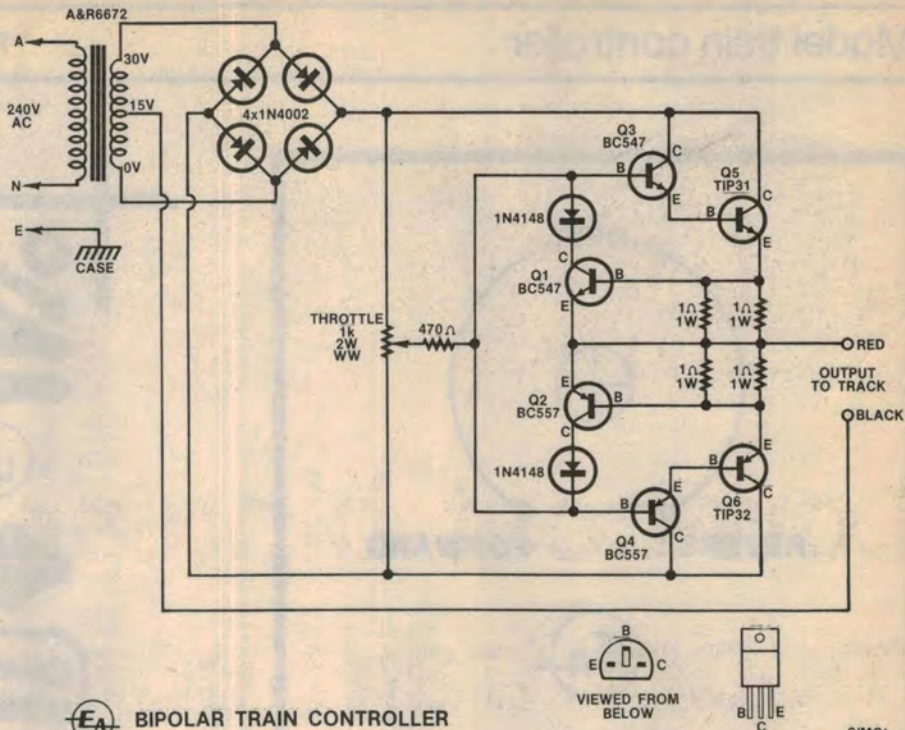 A&R6672
A
30V
240V
AC
15V
N
0V
E
CASE
4x1N4002
THROTTLE
1k
2W
WW
470Ω
1N4148
Q1
BC547
C
B
E
Q2
BC557
E
B
C
1N4148
Q3
BC547
C
B
E
Q5
TIP31
C
B
E
1Ω
1W
1Ω
1W
1Ω
1W
1Ω
1W
RED
OUTPUT
TO TRACK
BLACK
Q4
BC557
E
B
C
Q6
TIP32
E
B
C
EA BIPOLAR TRAIN CONTROLLER
B
E C
VIEWED FROM
BELOW
B E
C
Model train controller
REVERSE FORWARD